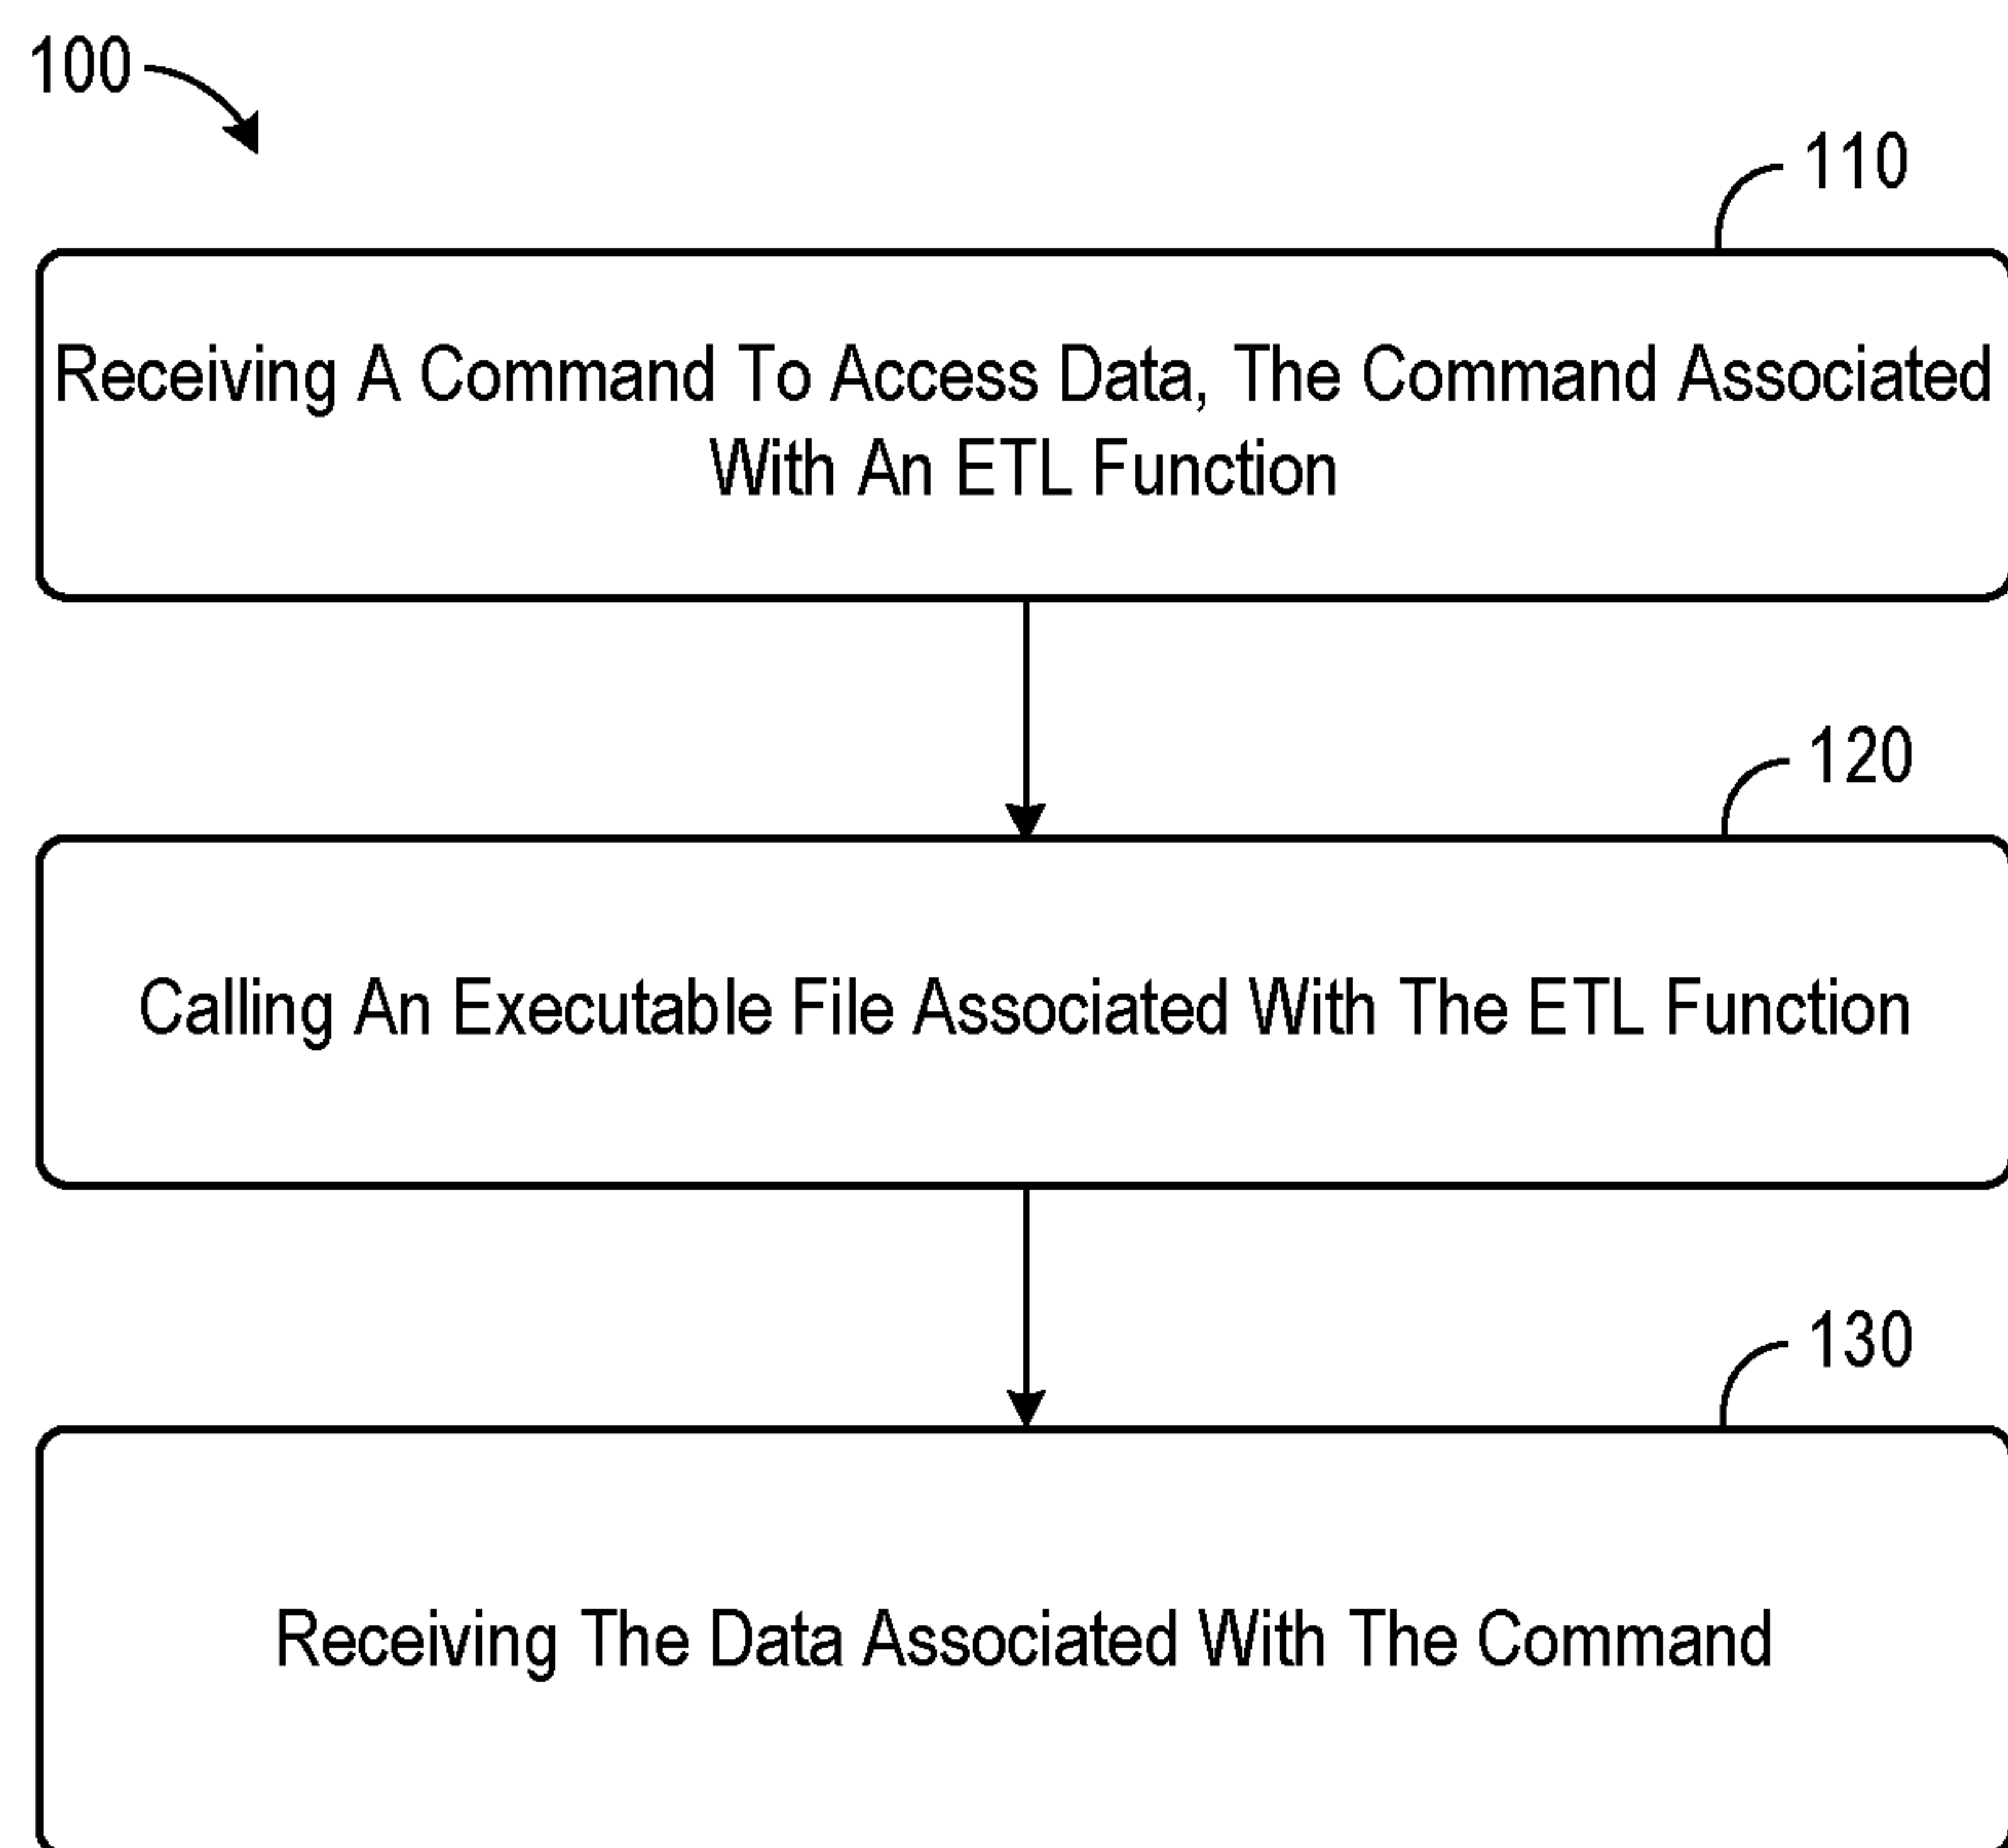 100
110
Receiving A Command To Access Data, The Command Associated
With An ETL Function
120
Calling An Executable File Associated With The ETL Function
130
Receiving The Data Associated With The Command